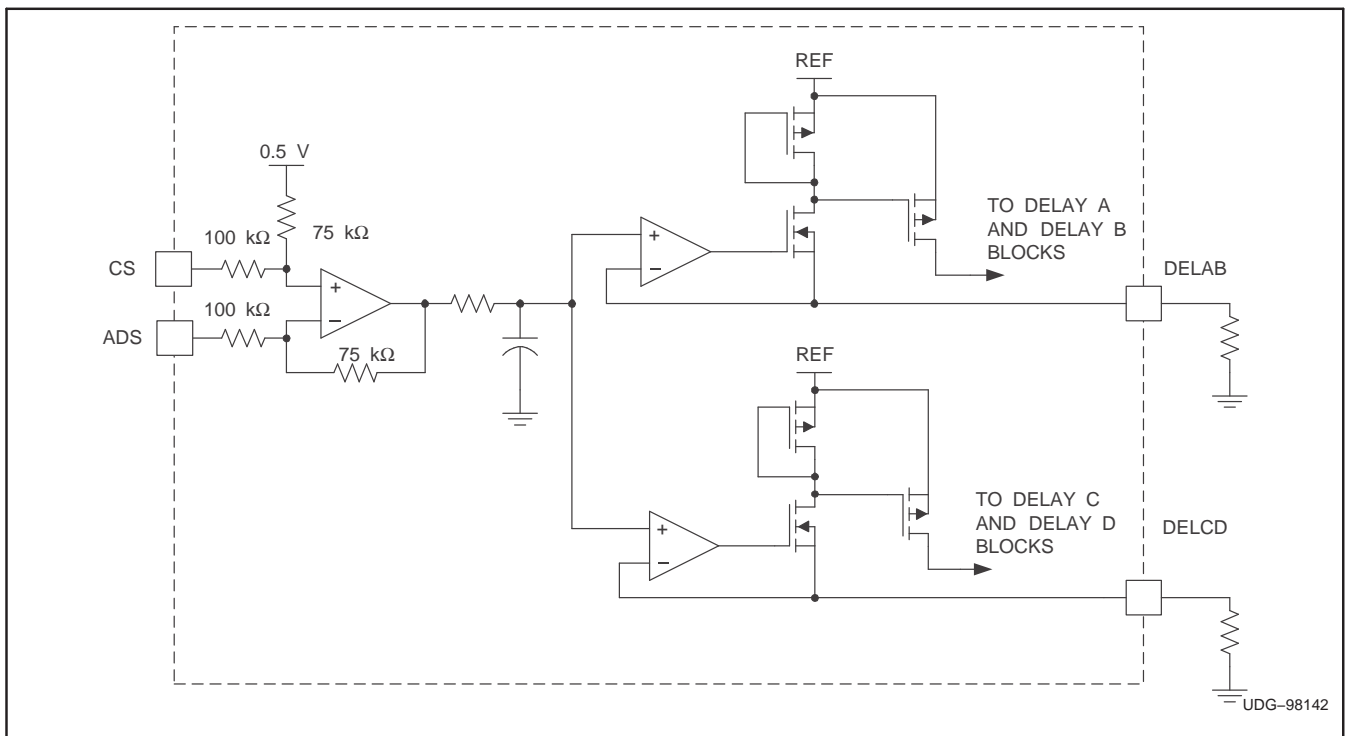 REF
0.5 V
75 kΩ
100 kΩ
CS
+
−
100 kΩ
ADS
75 kΩ
+
−
TO DELAY A
AND DELAY B
BLOCKS
DELAB
REF
+
−
TO DELAY C
AND DELAY D
BLOCKS
DELCD
UDG–98142